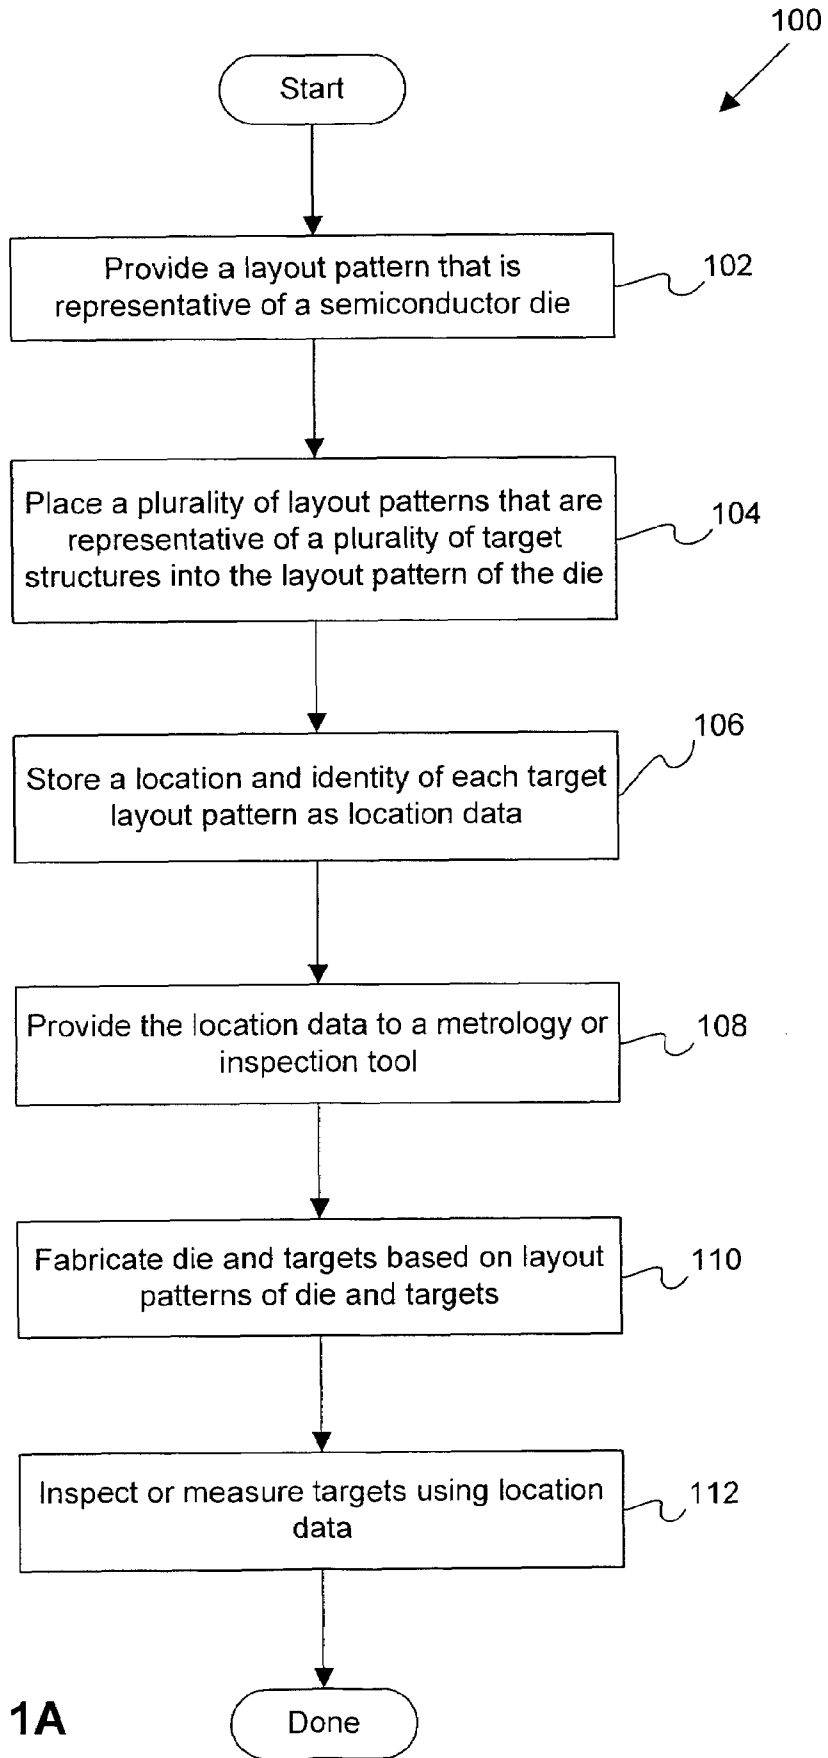 100
Start
Provide a layout pattern that is
representative of a semiconductor die
102
Place a plurality of layout patterns that are
representative of a plurality of target
structures into the layout pattern of the die
104
Store a location and identity of each target
layout pattern as location data
106
Provide the location data to a metrology or
inspection tool
108
Fabricate die and targets based on layout
patterns of die and targets
110
Inspect or measure targets using location
data
112
1A
Done